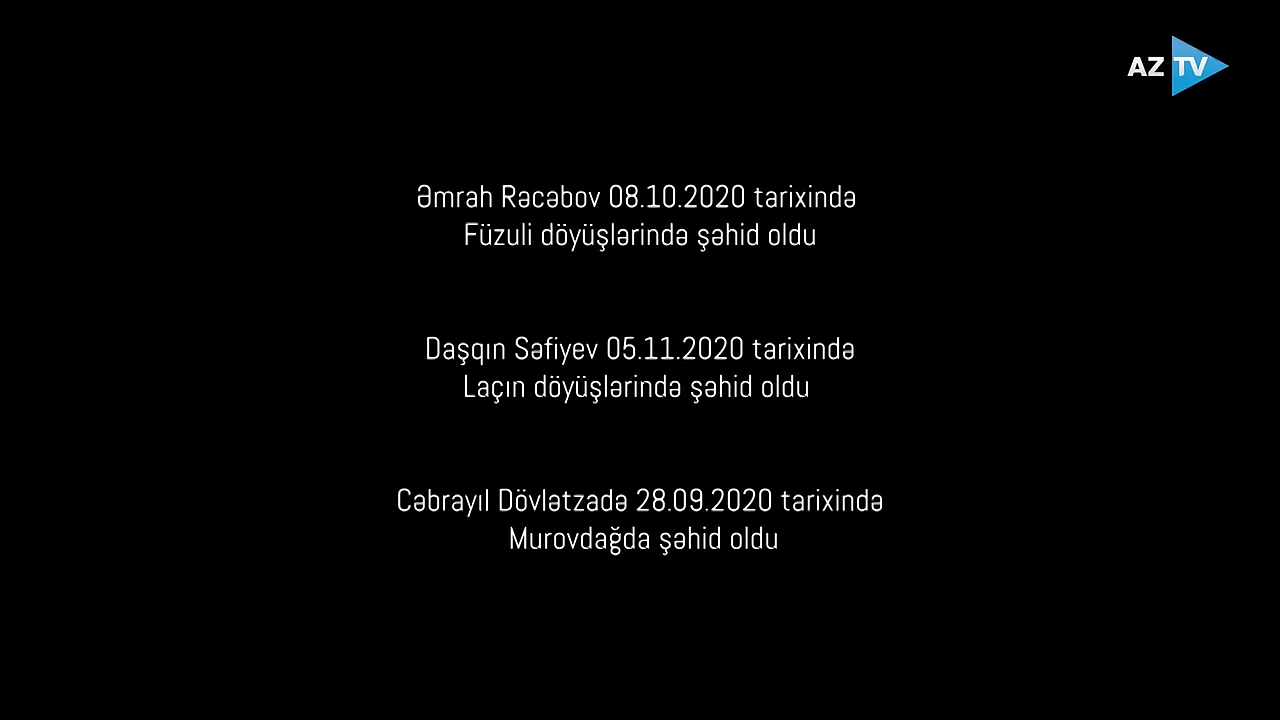 AZ TV
Əmrah Rəcəbov 08.10.2020 tarixində
Füzuli döyüşlərində şəhid oldu
Daşqın Səfiyev 05.11.2020 tarixində
Laçın döyüşlərində şəhid oldu
Cəbrayıl Dövlətzadə 28.09.2020 tarixində
Murovdağda şəhid oldu